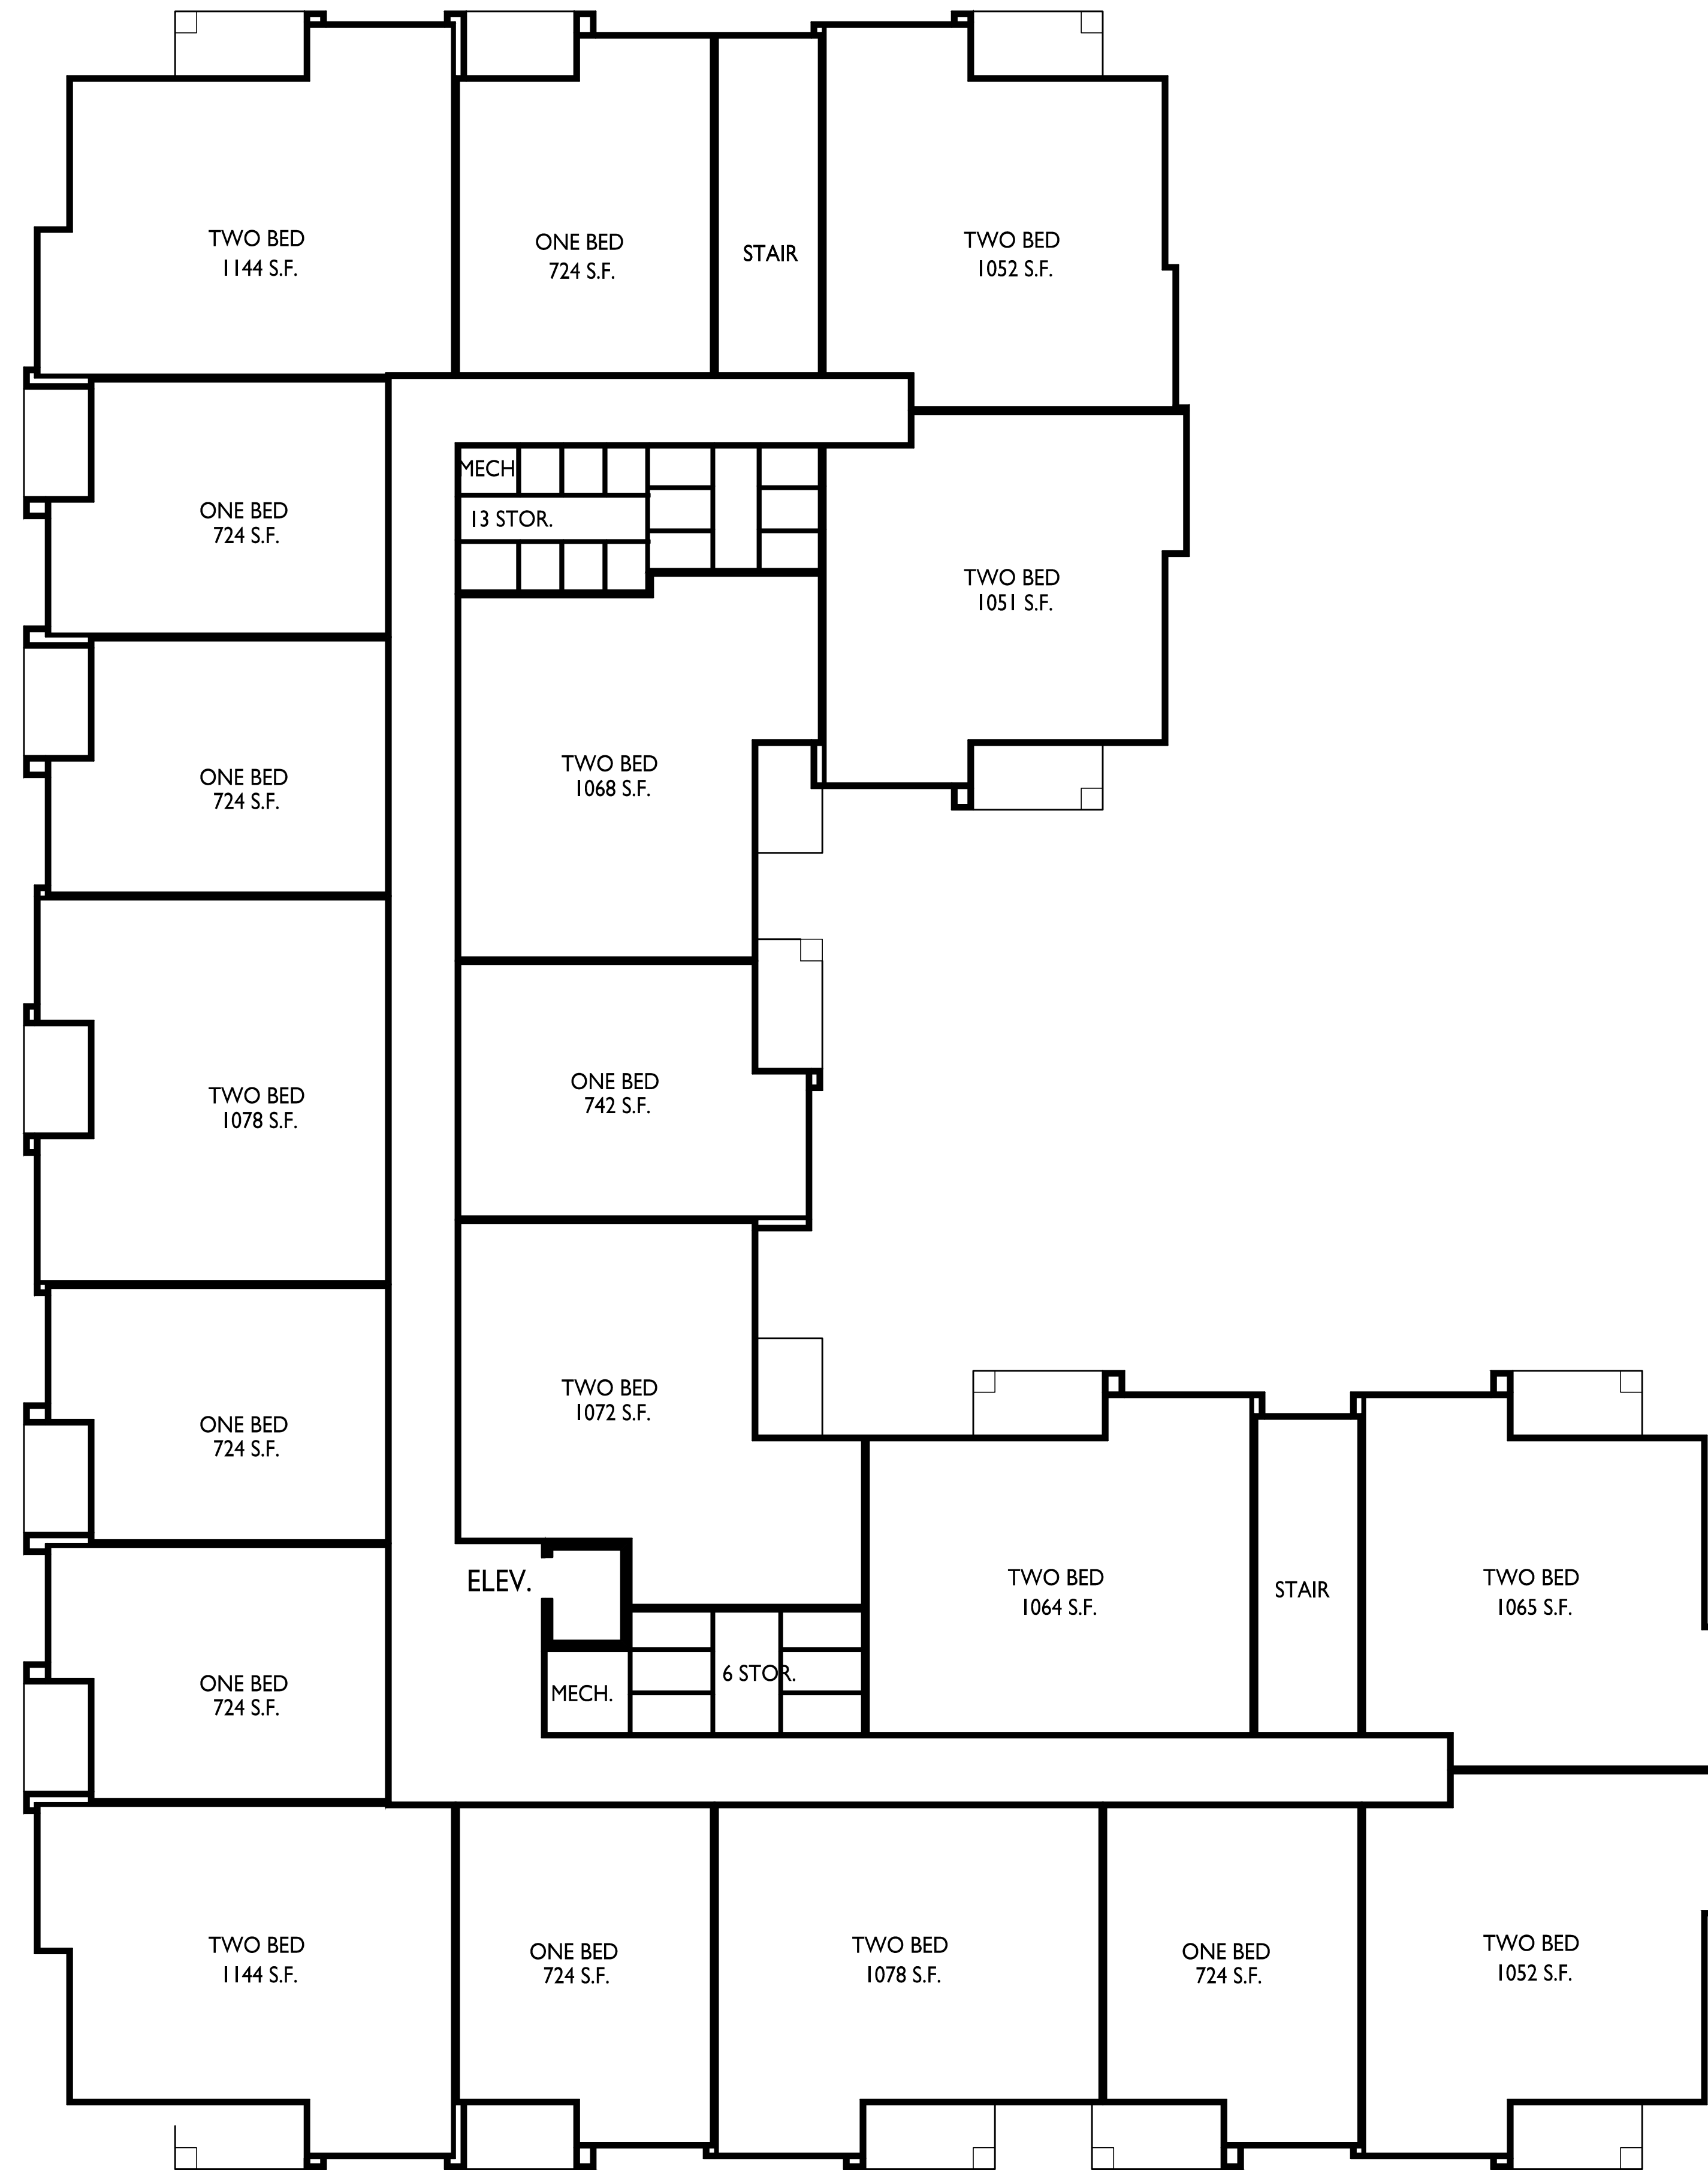 TWO BED
1144 S.F.
ONE BED
724 S.F.
STAIR
TWO BED
1052 S.F.
MECH
13 STOR.
ONE BED
724 S.F.
TWO BED
1051 S.F.
ONE BED
724 S.F.
TWO BED
1068 S.F.
TWO BED
1078 S.F.
ONE BED
742 S.F.
ONE BED
724 S.F.
TWO BED
1072 S.F.
ELEV.
TWO BED
1064 S.F.
STAIR
TWO BED
1065 S.F.
ONE BED
724 S.F.
MECH.
6 STOR.
TWO BED
1144 S.F.
ONE BED
724 S.F.
TWO BED
1078 S.F.
ONE BED
724 S.F.
TWO BED
1052 S.F.